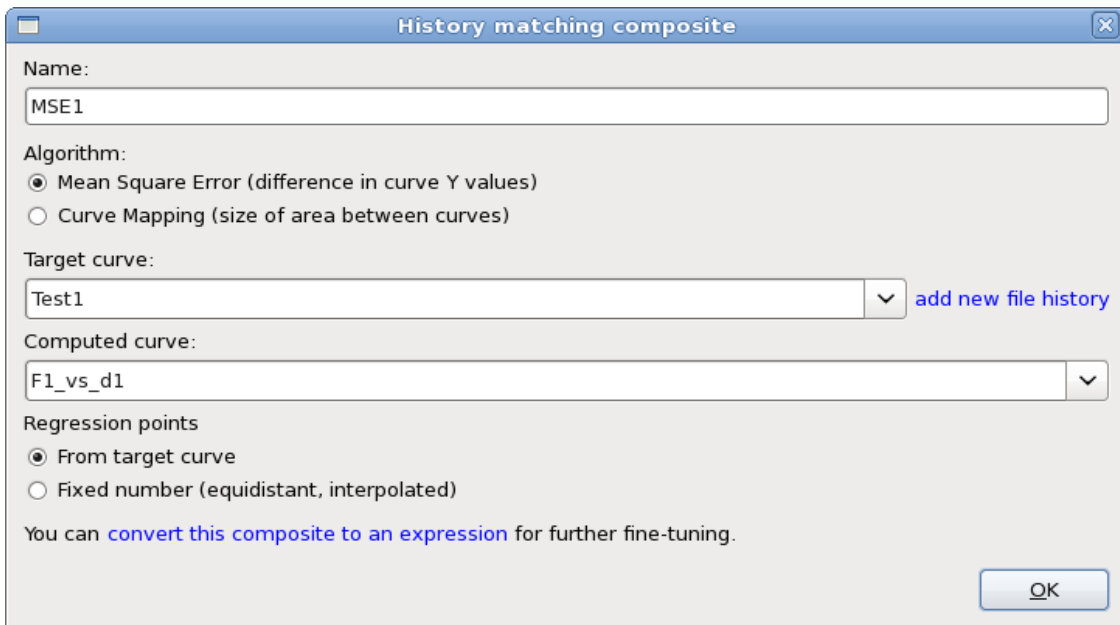 History matching composite
Name:
MSE1
Algorithm:
Mean Square Error (difference in curve Y values)
Curve Mapping (size of area between curves)
Target curve:
Test1
add new file history
Computed curve:
F1_vs_d1
Regression points
From target curve
Fixed number (equidistant, interpolated)
You can convert this composite to an expression for further fine-tuning.
OK